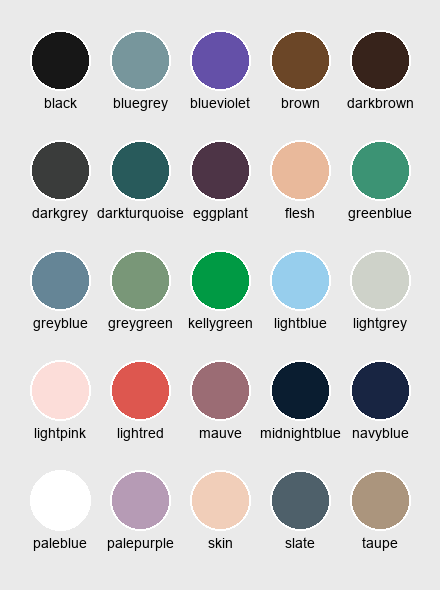 black bluegrey blueviolet brown darkbrown
darkgrey darkturquoise eggplant flesh greenblue
greyblue greygreen kellygreen lightblue lightgrey
lightpink lightred mauve midnightblue navyblue
paleblue palepurple skin slate taupe